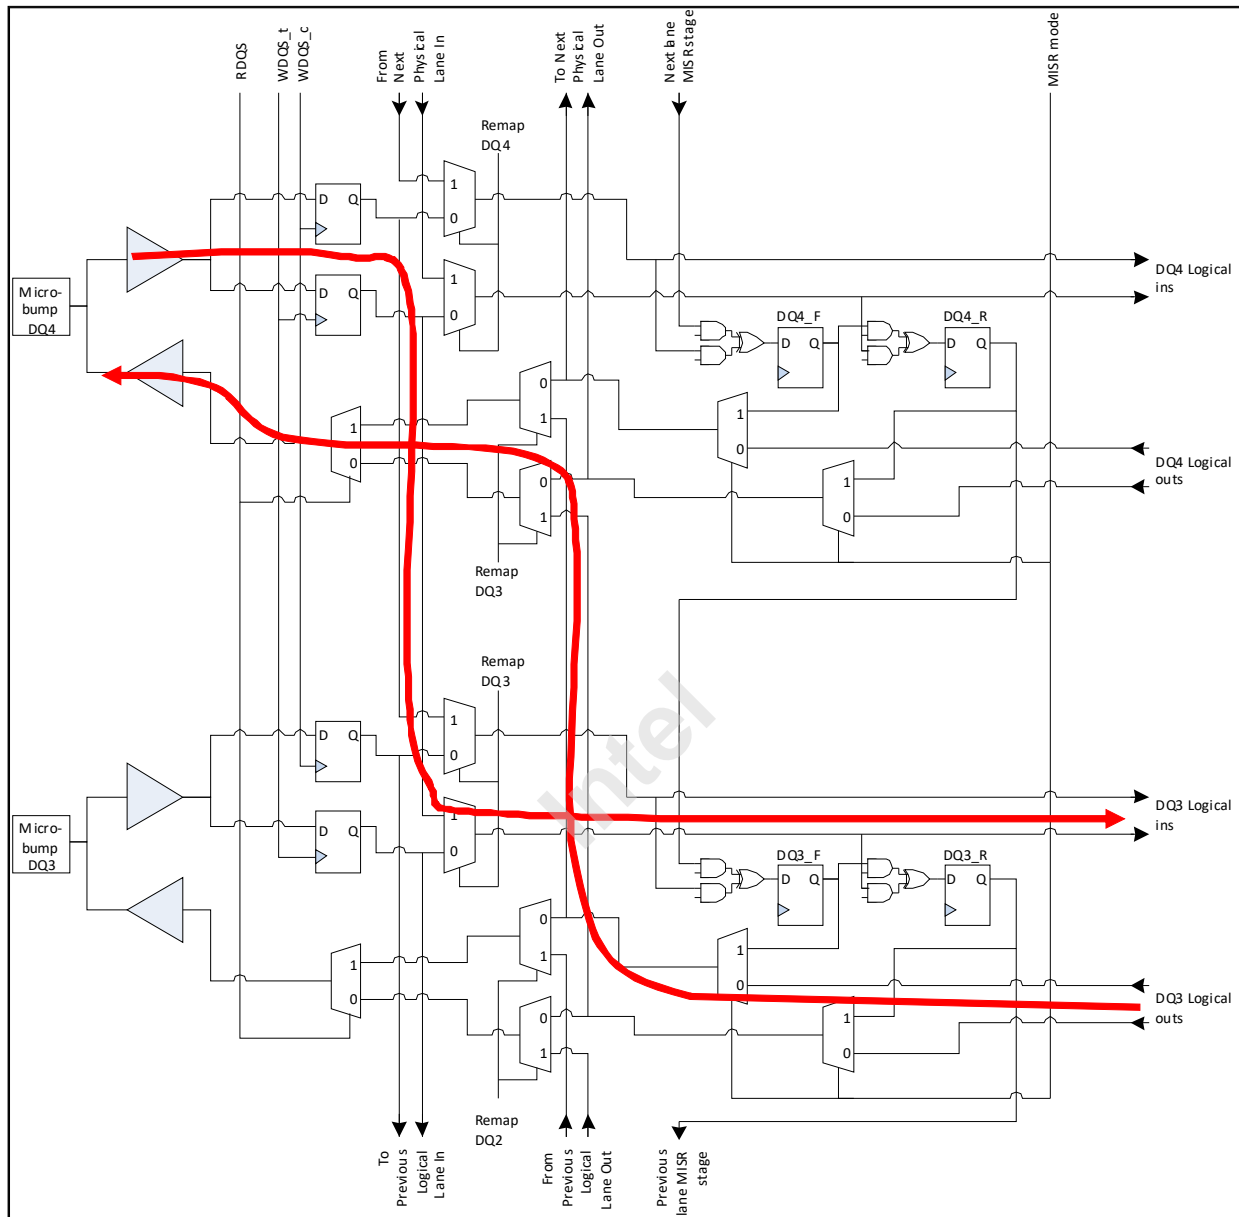 RDQS
WDQS_t
WDQS_c
From
Next
Physical
Lane In
To Next
Physical
Lane Out
Next lane
MISR stage
MISR mode
Remap
DQ4
D Q
1
0
Micro-
bump
DQ4
D Q
1
0
DQ4 Logical
ins
DQ4_F
D Q
DQ4_R
D Q
0
1
1
0
1
0
0
1
1
0
DQ4 Logical
outs
Remap
DQ3
Remap
DQ3
Intel
D Q
1
0
Micro-
bump
DQ3
D Q
1
0
DQ3 Logical
ins
DQ3_F
D Q
DQ3_R
D Q
0
1
1
0
1
0
0
1
1
0
DQ3 Logical
outs
Remap
DQ2
To
Previous
Logical
Lane In
From
Previous
Logical
Lane Out
Previous
lane MISR
stage